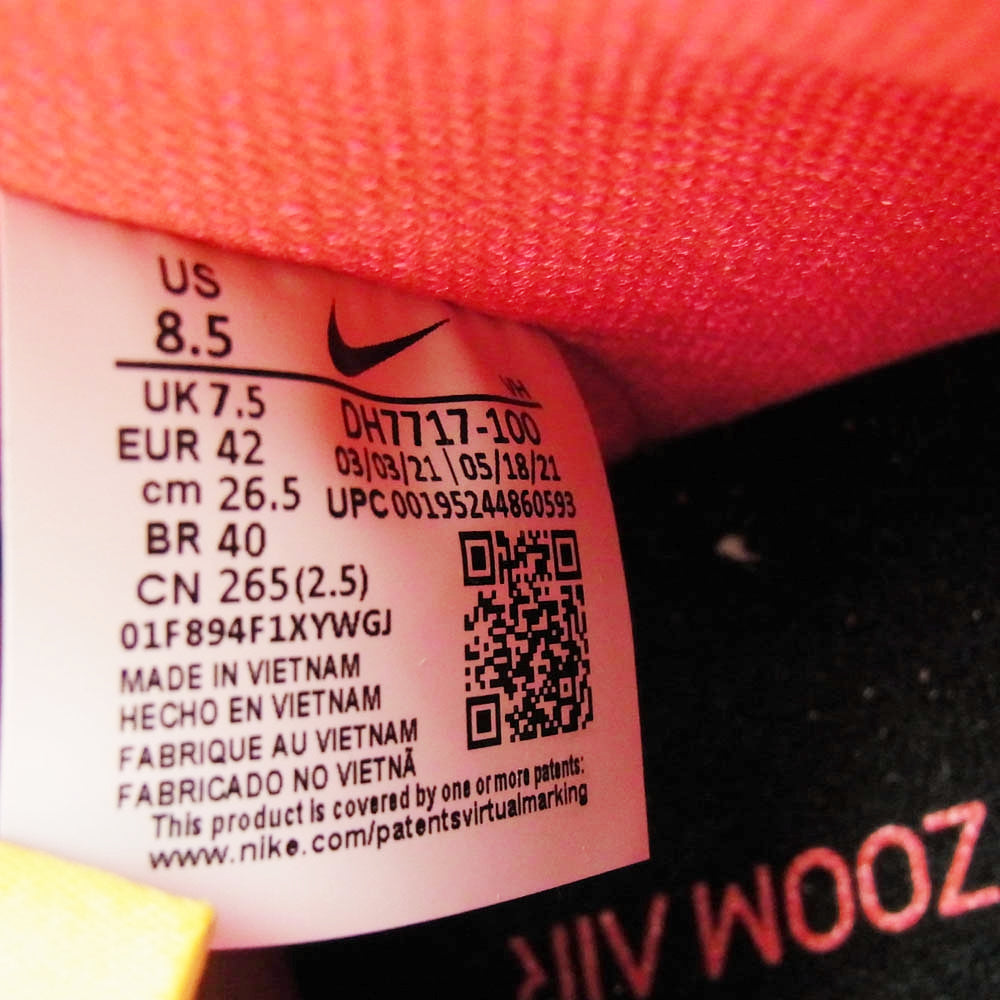 US
8.5
VH
UK 7.5
DH7717-100
EUR 42
03/03/21\05/18/21
cm 26.5
UPC 00195244860593
BR 40
CN 265(2.5)
01F894F1XYWGJ
MADE IN VIETNAM
HECHO EN VIETNAM
FABRIQUE AU VIETNAM
FABRICADO NO VIETNÃ
This product is covered by one or more patents:
www.nike.com/patentsvirtualmarking
ZOOM AIR